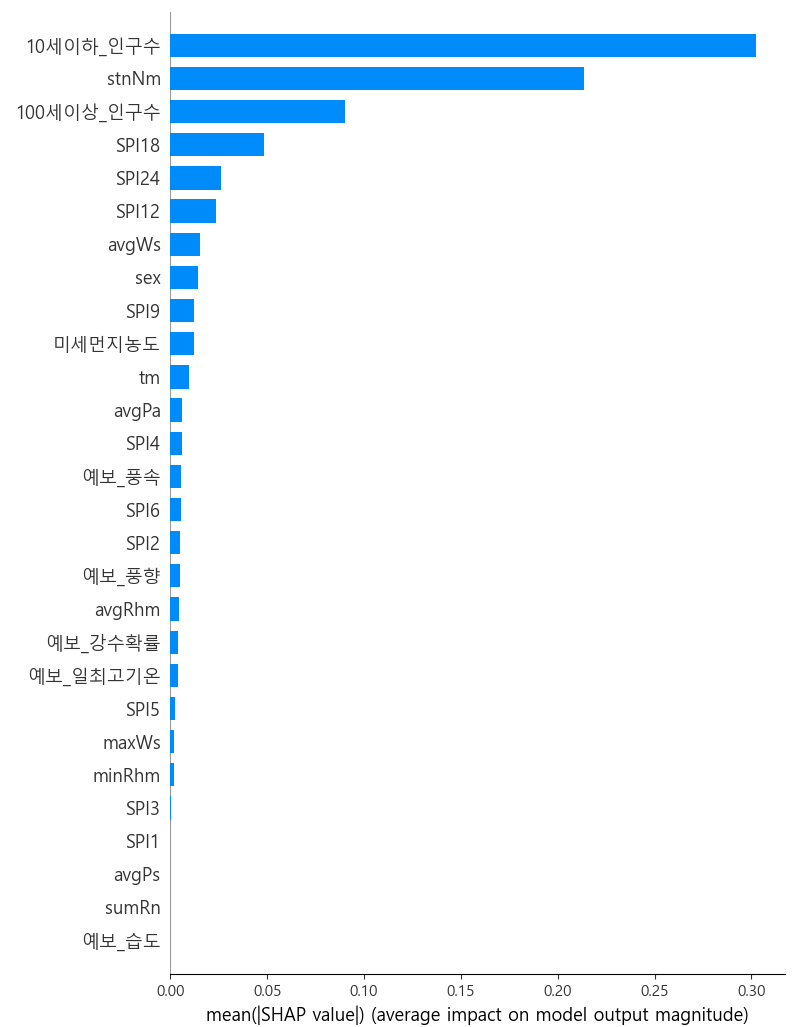 10세이하_인구수
stnNm
100세이상_인구수
SPI18
SPI24
SPI12
avgWs
sex
SPI9
미세먼지농도
tm
avgPa
SPI4
예보_풍속
SPI6
SPI2
예보_풍향
avgRhm
예보_강수확률
예보_일최고기온
SPI5
maxWs
minRhm
SPI3
SPI1
avgPs
sumRn
예보_습도
0.00 0.05 0.10 0.15 0.20 0.25 0.30
mean(|SHAP value|) (average impact on model output magnitude)